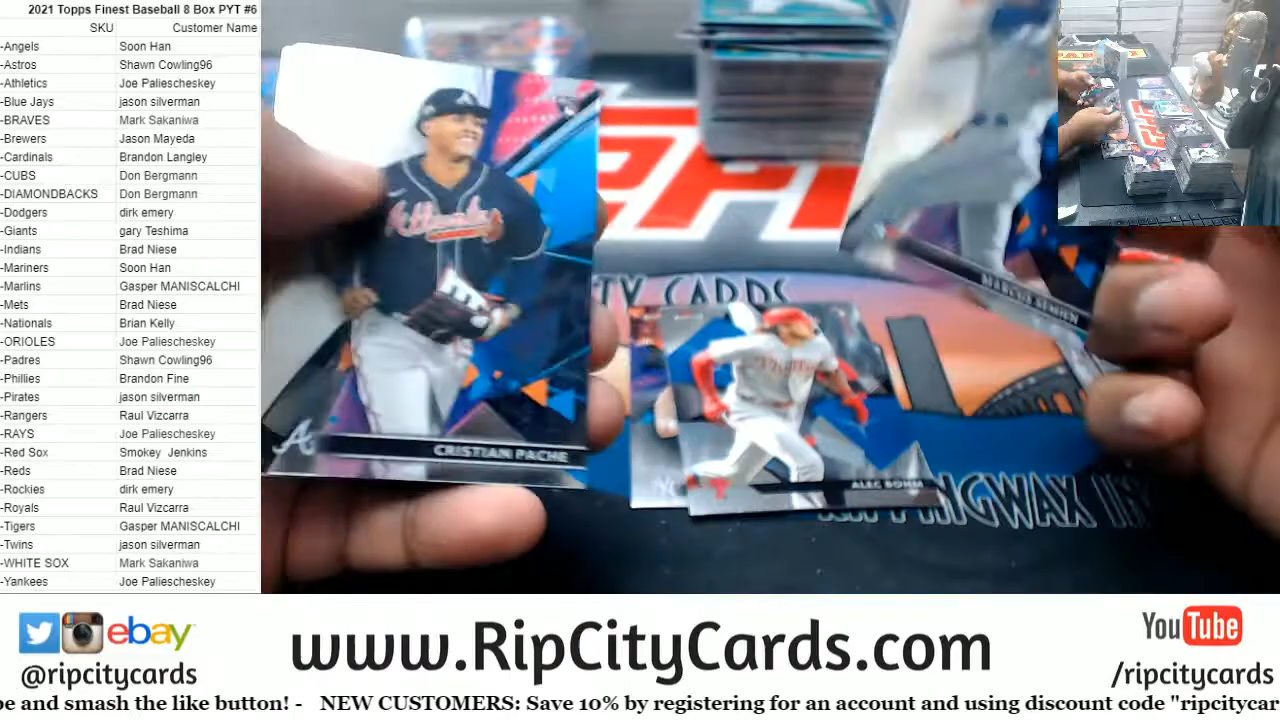 2021 Topps Finest Baseball 8 Box PYT #6
SKU Customer Name
-Angels Soon Han
-Astros Shawn Cowling96
-Athletics Joe Paliescheskey
-Blue Jays jason silverman
-BRAVES Mark Sakaniwa
-Brewers Jason Mayeda
-Cardinals Brandon Langley
-CUBS Don Bergmann
-DIAMONDBACKS Don Bergmann
-Dodgers dirk emery
-Giants gary Teshima
-Indians Brad Niese
-Mariners Soon Han
-Marlins Gasper MANISCALCHI
-Mets Brad Niese
-Nationals Brian Kelly
-ORIOLES Joe Paliescheskey
-Padres Shawn Cowling96
-Phillies Brandon Fine
-Pirates jason silverman
-Rangers Raul Vizcarra
-RAYS Joe Paliescheskey
-Red Sox Smokey Jenkins
-Reds Brad Niese
-Rockies dirk emery
-Royals Raul Vizcarra
-Tigers Gasper MANISCALCHI
-Twins jason silverman
-WHITE SOX Mark Sakaniwa
-Yankees Joe Paliescheskey
CARDS
MARCUS SEMIEN
CRISTIAN PACHE
ALEC BOHM
ebay
@ripcitycards
www.RipCityCards.com
YouTube
/ripcitycards
be and smash the like button! - NEW CUSTOMERS: Save 10% by registering for an account and using discount code "ripcitycar